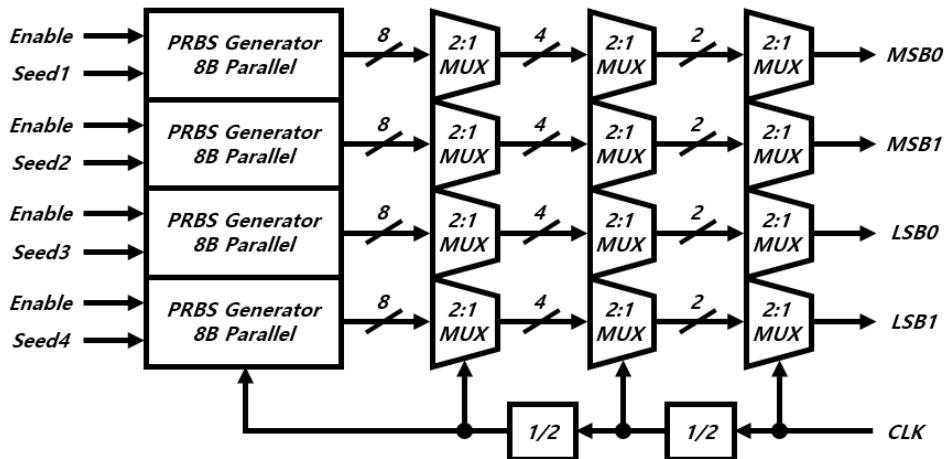 Enable
Seed1
PRBS Generator
8B Parallel
8
2:1
MUX
4
2:1
MUX
2
2:1
MUX
MSB0
Enable
Seed2
PRBS Generator
8B Parallel
8
2:1
MUX
4
2:1
MUX
2
2:1
MUX
MSB1
Enable
Seed3
PRBS Generator
8B Parallel
8
2:1
MUX
4
2:1
MUX
2
2:1
MUX
LSB0
Enable
Seed4
PRBS Generator
8B Parallel
8
2:1
MUX
4
2:1
MUX
2
2:1
MUX
LSB1
1/2
1/2
CLK